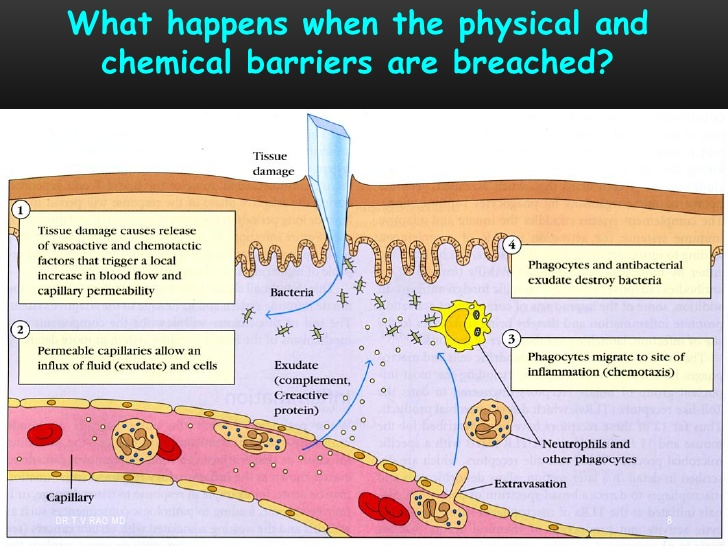 What happens when the physical and
chemical barriers are breached?
Tissue
damage
1
Tissue damage causes release
of vasoactive and chemotactic
factors that trigger a local
increase in blood flow and
capillary permeability
Bacteria
4
Phagocytes and antibacterial
exudate destroy bacteria
2
Permeable capillaries allow an
influx of fluid (exudate) and cells
Exudate
(complement,
C-reactive
protein)
3
Phagocytes migrate to site of
inflammation (chemotaxis)
Neutrophils and
other phagocytes
Extravasation
Capillary
DR.T.V.RAO MD
8